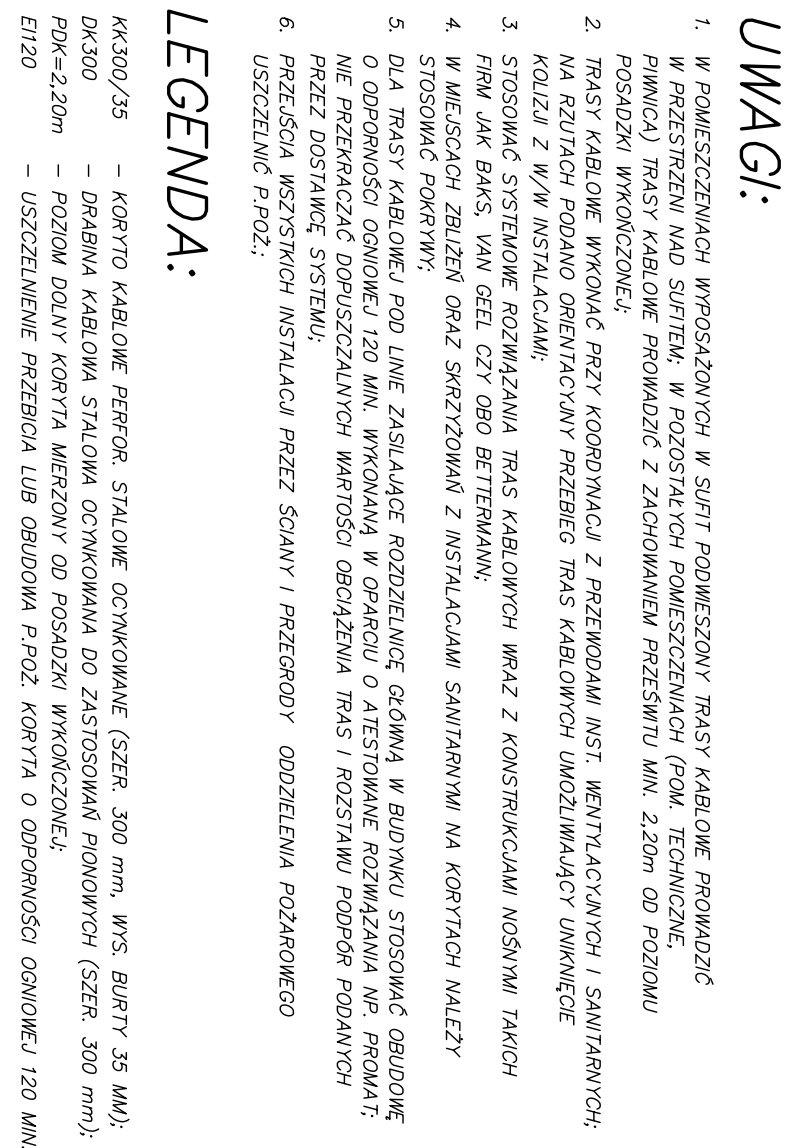 UWAGI:
1. W POMIESZCZENIACH WYPOSAŻONYCH W SUFIT PODWIESZONY TRASY KABLOWE PROWADZIĆ
W PRZESTRZENI NAD SUFITEM; W POZOSTAŁYCH POMIESZCZENIACH (POM. TECHNICZNE,
PIWNICA) TRASY KABLOWE PROWADZIĆ Z ZACHOWANIEM PRZEŚWITU MIN. 2,20m OD POZIOMU
POSADZKI WYKOŃCZONEJ;
2. TRASY KABLOWE WYKONAĆ PRZY KOORDYNACJI Z PRZEWODAMI INST. WENTYLACYJNYCH I SANITARNYCH;
NA RZUTACH PODANO ORIENTACYJNY PRZEBIEG TRAS KABLOWYCH UMOŻLIWIAJĄCY UNIKNIĘCIE
KOLIZJI Z W/W INSTALACJAMI;
3. STOSOWAĆ SYSTEMOWE ROZWIĄZANIA TRAS KABLOWYCH WRAZ Z KONSTRUKCJAMI NOŚNYMI TAKICH
FIRM JAK BAKS, VAN GEEL CZY OBO BETTERMANN;
4. W MIEJSCACH ZBLIŻEŃ ORAZ SKRZYŻOWAŃ Z INSTALACJAMI SANITARNYMI NA KORYTACH NALEŻY
STOSOWAĆ POKRYWY;
5. DLA TRASY KABLOWEJ POD LINIE ZASILAJĄCE ROZDZIELNICĘ GŁÓWNĄ W BUDYNKU STOSOWAĆ OBUDOWĘ
O ODPORNOŚCI OGNIOWEJ 120 MIN. WYKONANĄ W OPARCIU O ATESTOWANE ROZWIĄZANIA NP. PROMAT;
NIE PRZEKRACZAĆ DOPUSZCZALNYCH WARTOŚCI OBCIĄŻENIA TRAS I ROZSTAWU PODPÓR PODANYCH
PRZEZ DOSTAWCĘ SYSTEMU;
6. PRZEJŚCIA WSZYSTKICH INSTALACJI PRZEZ ŚCIANY I PRZEGRODY ODDZIELENIA POŻAROWEGO
USZCZELNIĆ P.POŻ.;
LEGENDA:
KK300/35 – KORYTO KABLOWE PERFOR. STALOWE OCYNKOWANE (SZER. 300 mm, WYS. BURTY 35 MM);
DK300 – DRABINA KABLOWA STALOWA OCYNKOWANA DO ZASTOSOWAŃ PIONOWYCH (SZER. 300 mm);
PDK=2,20m – POZIOM DOLNY KORYTA MIERZONY OD POSADZKI WYKOŃCZONEJ;
EI120 – USZCZELNIENIE PRZEBICIA LUB OBUDOWA P.POŻ. KORYTA O ODPORNOŚCI OGNIOWEJ 120 MIN.